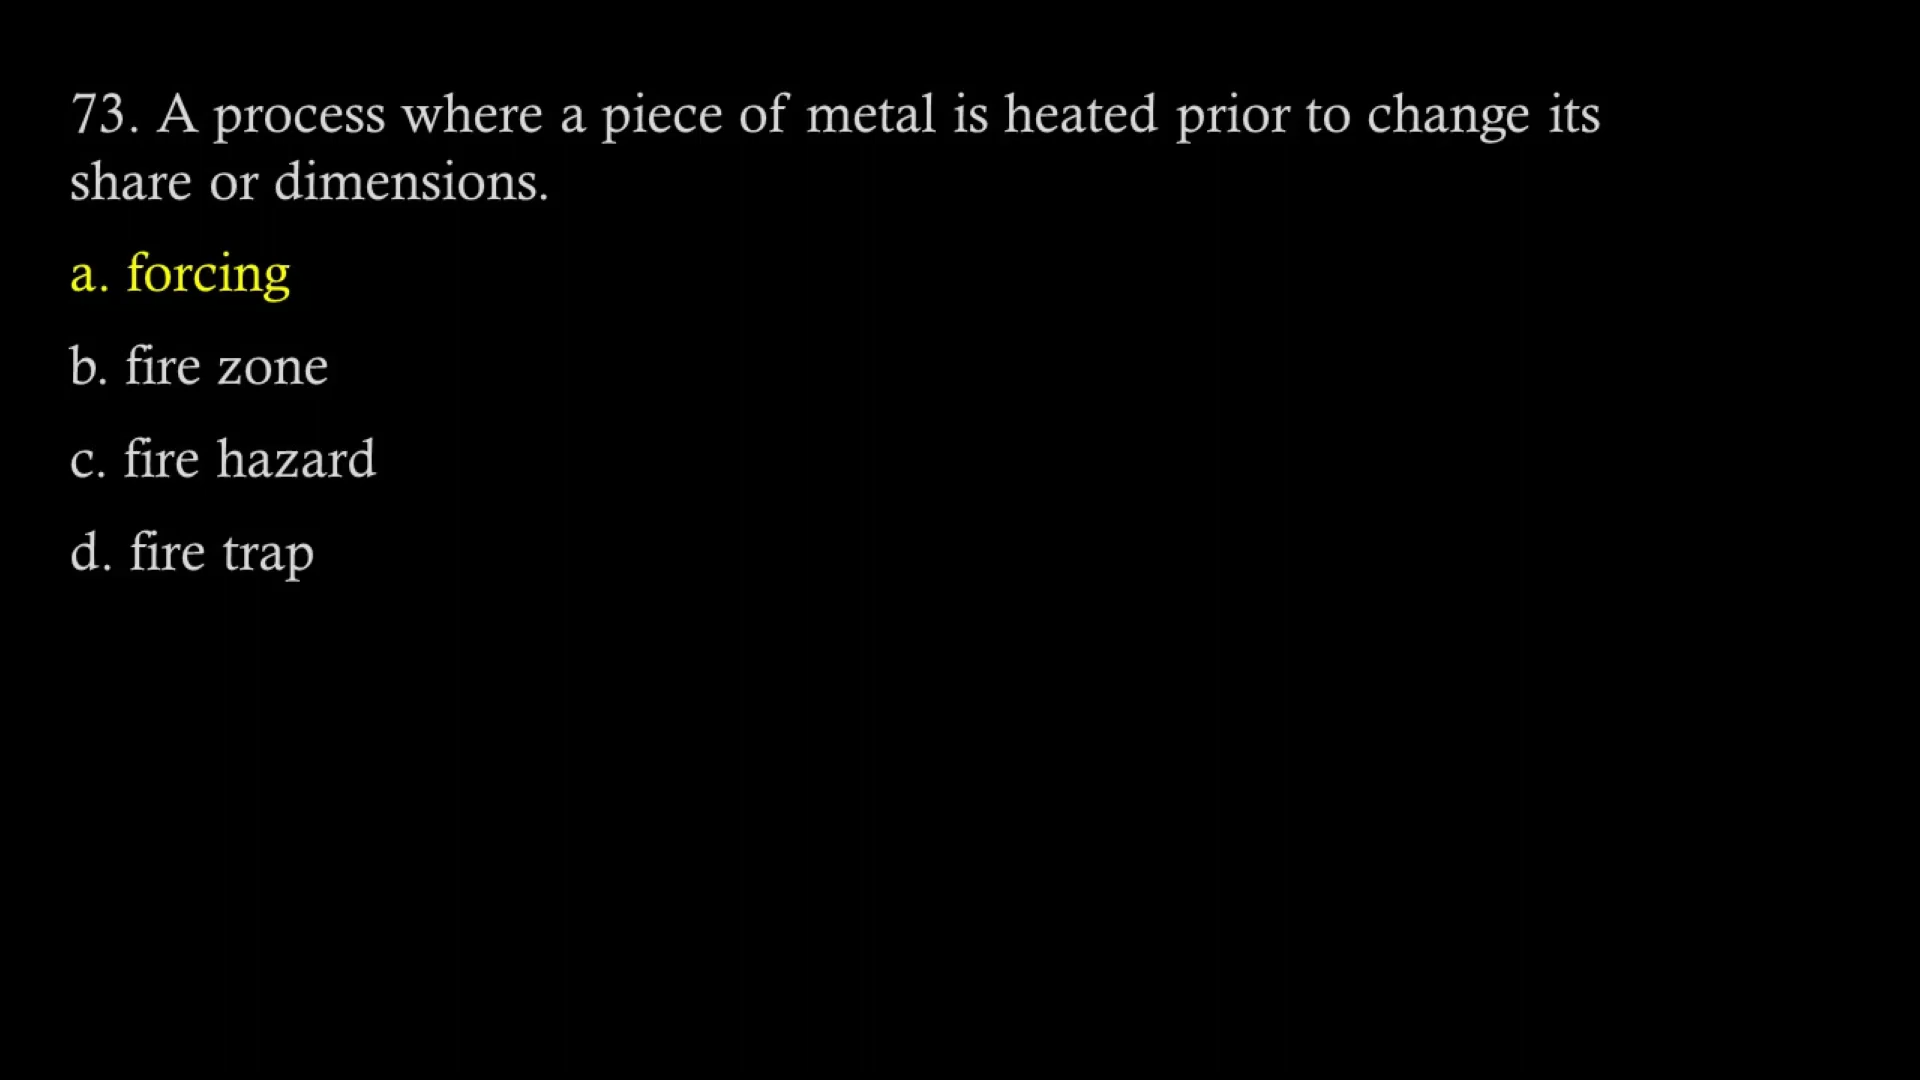 73. A process where a piece of metal is heated prior to change its
share or dimensions.
a. forcing
b. fire zone
c. fire hazard
d. fire trap